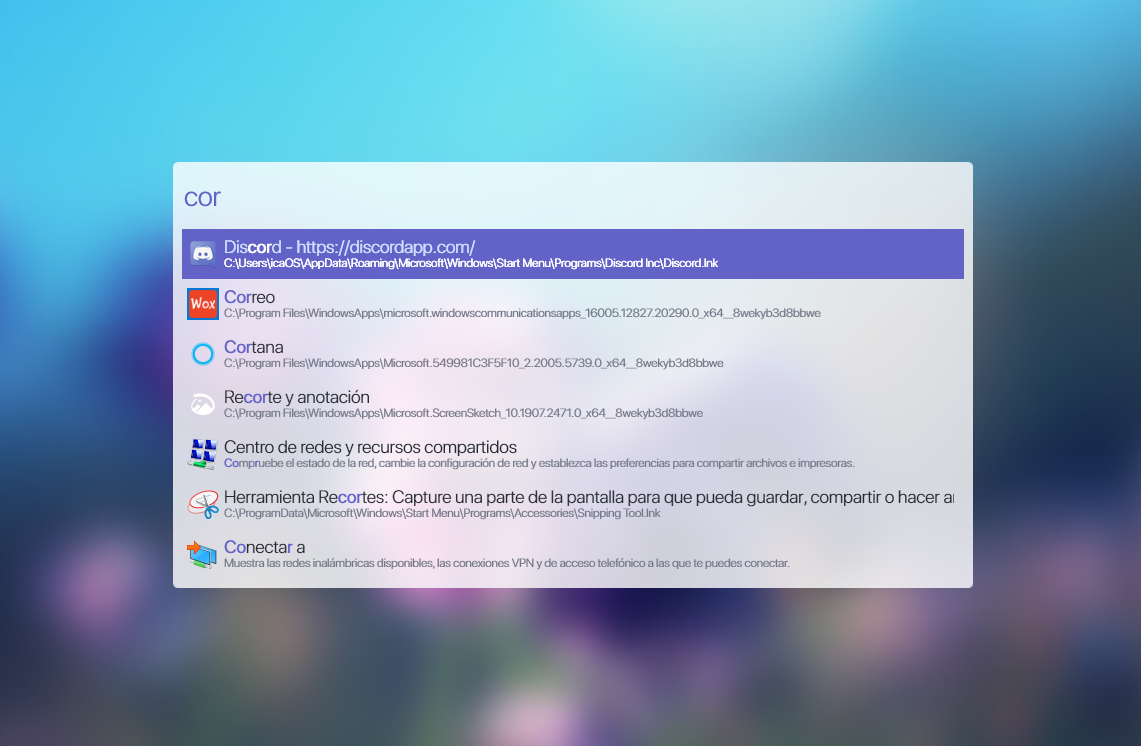 cor
Discord - https://discordapp.com/
C:\Users\icaOS\AppData\Roaming\Microsoft\Windows\Start Menu\Programs\Discord Inc\Discord.lnk
Wox
Correo
C:\Program Files\WindowsApps\microsoft.windowscommunicationsapps_16005.12827.20290.0_x64__8wekyb3d8bbwe
Cortana
C:\Program Files\WindowsApps\Microsoft.549981C3F5F10_2.2005.5739.0_x64__8wekyb3d8bbwe
Recorte y anotación
C:\Program Files\WindowsApps\Microsoft.ScreenSketch_10.1907.2471.0_x64__8wekyb3d8bbwe
Centro de redes y recursos compartidos
Compruebe el estado de la red, cambie la configuración de red y establezca las preferencias para compartir archivos e impresoras.
Herramienta Recortes: Capture una parte de la pantalla para que pueda guardar, compartir o hacer
C:\ProgramData\Microsoft\Windows\Start Menu\Programs\Accessories\Snipping Tool.lnk
Conectar a
Muestra las redes inalámbricas disponibles, las conexiones VPN y de acceso telefónico a las que te puedes conectar.